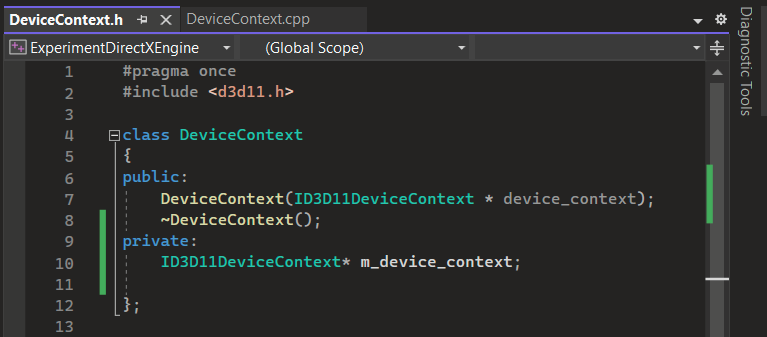 DeviceContext.h
DeviceContext.cpp
ExperimentDirectXEngine
(Global Scope)
Diagnostic Tools
1 #pragma once
2 #include <d3d11.h>
3
4 class DeviceContext
5 {
6 public:
7 DeviceContext(ID3D11DeviceContext * device_context);
8 ~DeviceContext();
9 private:
10 ID3D11DeviceContext* m_device_context;
11
12 };
13